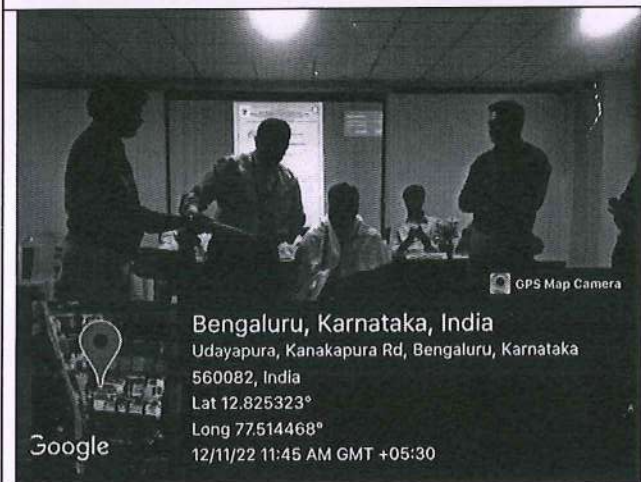 GPS Map Camera
Bengaluru, Karnataka, India
Udayapura, Kanakapura Rd, Bengaluru, Karnataka
560082, India
Lat 12.825323°
Long 77.514468°
12/11/22 11:45 AM GMT +05:30
Google